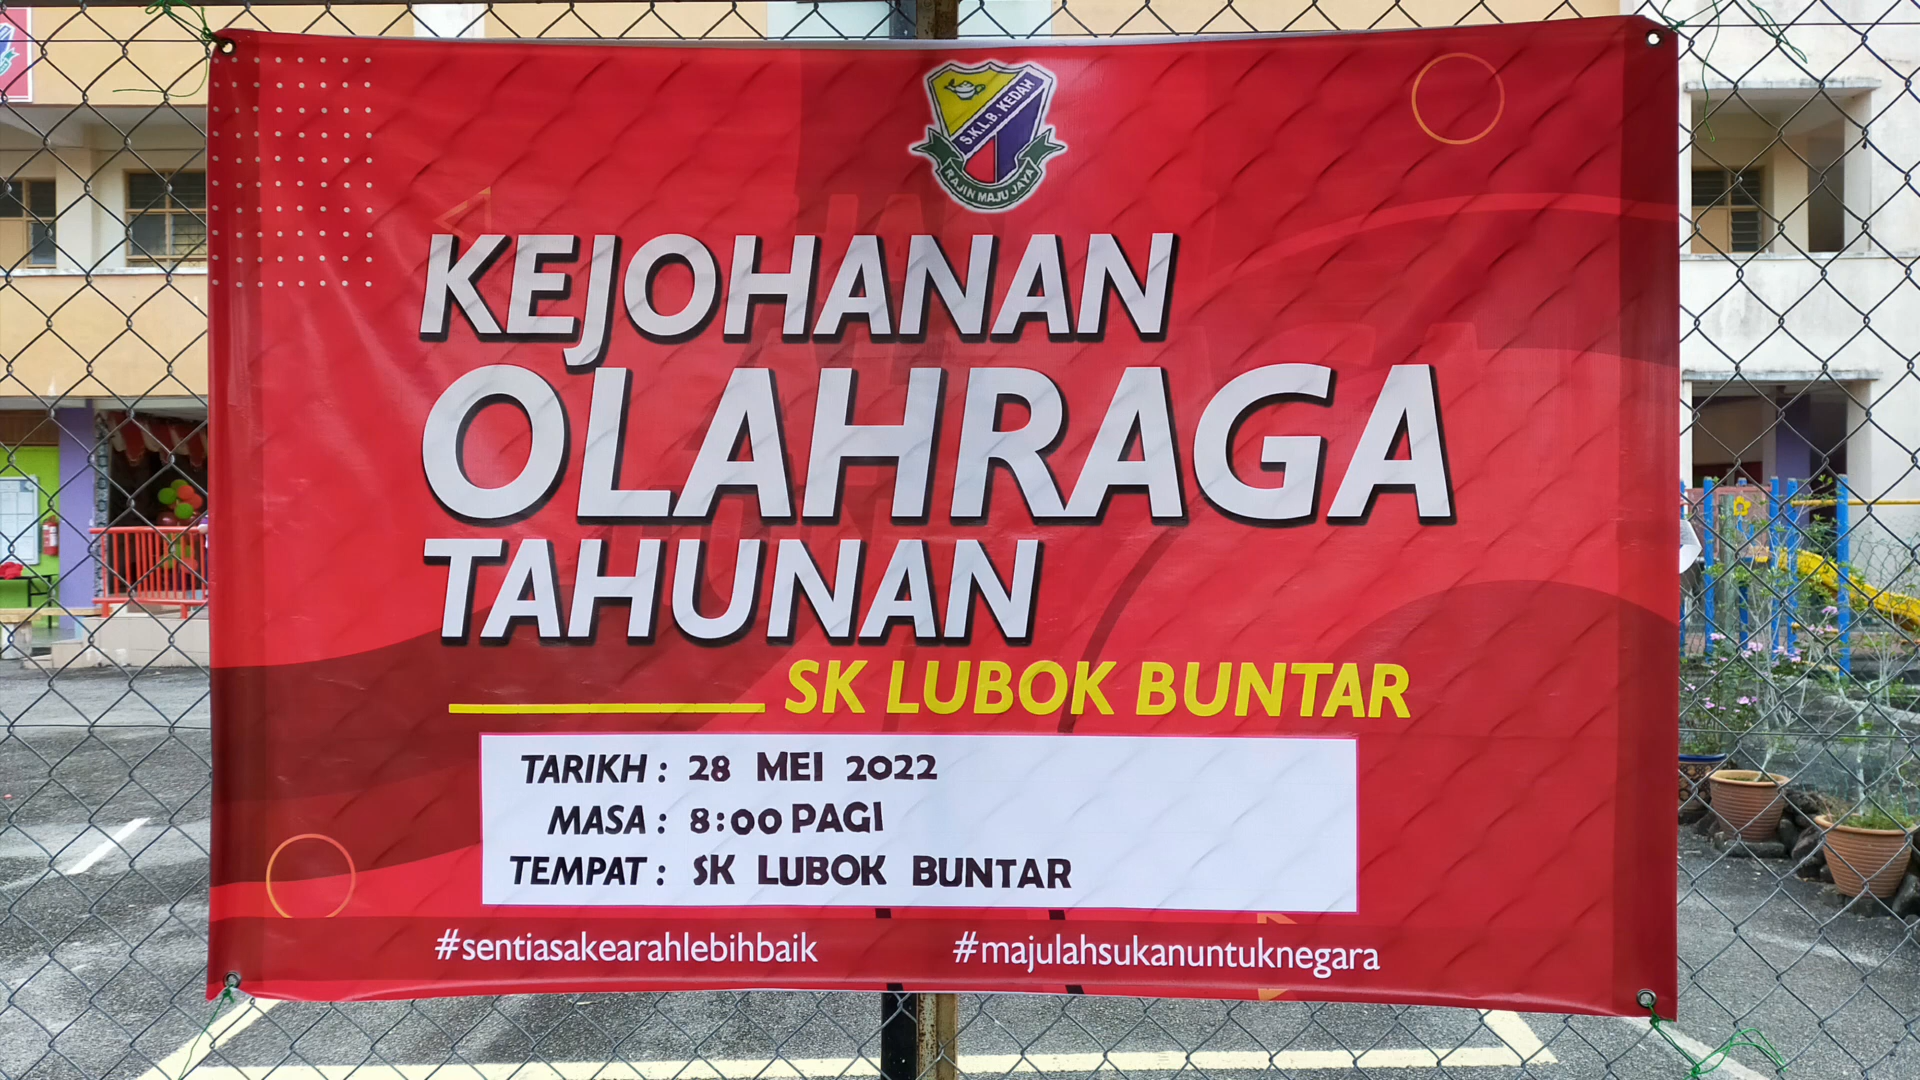 S.K.L.B. KEDAH
RAJIN MAJU JAYA
KEJOHANAN
OLAHRAGA
TAHUNAN
SK LUBOK BUNTAR
TARIKH : 28 MEI 2022
MASA : 8:00 PAGI
TEMPAT : SK LUBOK BUNTAR
#sentiasakearahlebihbaik
#majulahsukanuntuknegara